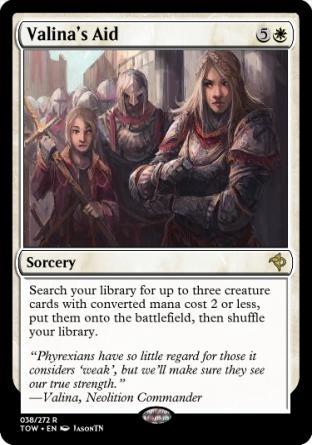 Valina's Aid 5
Sorcery
Search your library for up to three creature
cards with converted mana cost 2 or less,
put them onto the battlefield, then shuffle
your library.
“Phyrexians have so little regard for those it
considers ‘weak’, but we’ll make sure they see
our true strength.”
—Valina, Neolition Commander
038/272 R
TOW • EN JASONTN